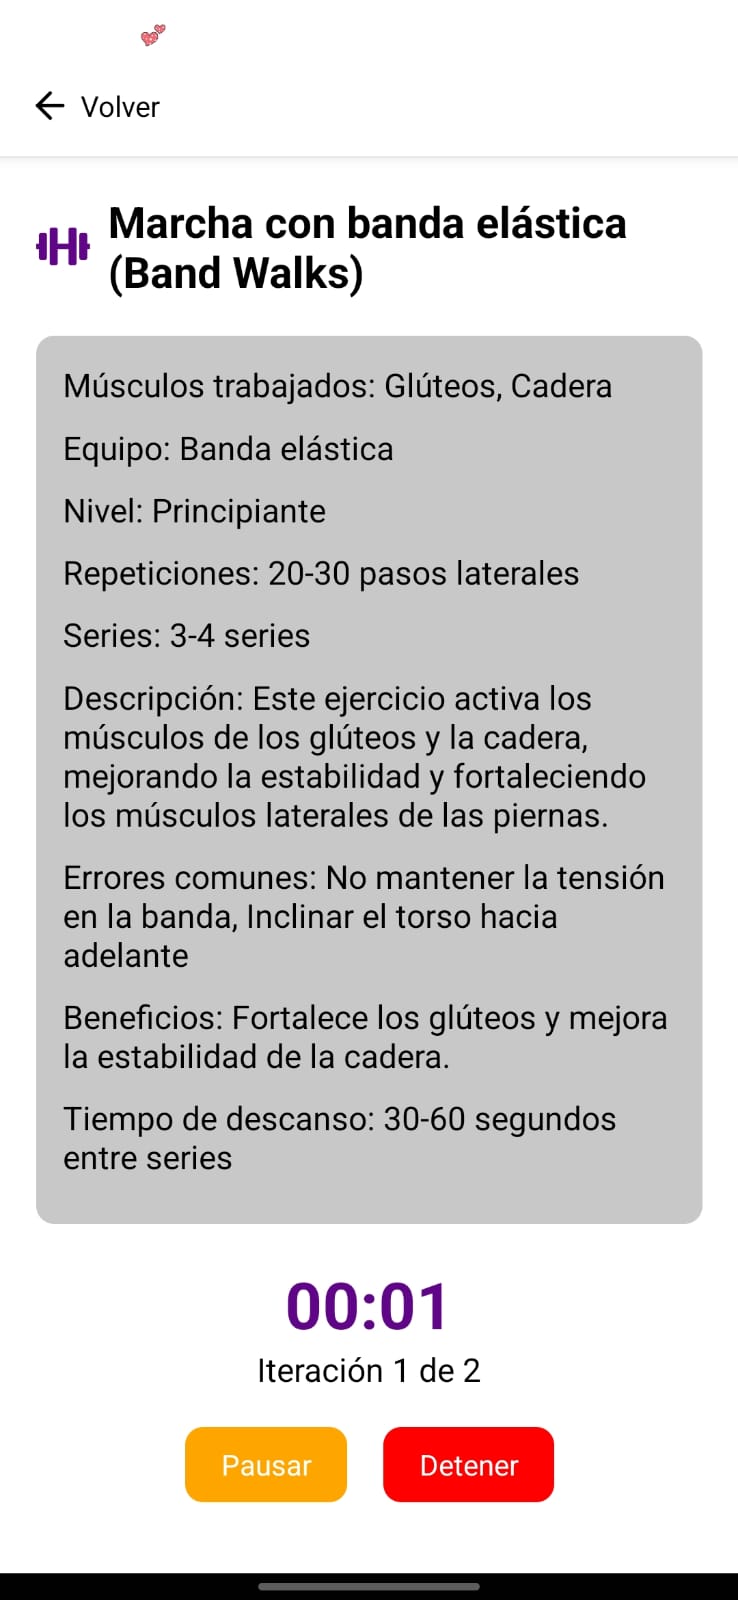 Volver
Marcha con banda elástica
(Band Walks)
Músculos trabajados: Glúteos, Cadera
Equipo: Banda elástica
Nivel: Principiante
Repeticiones: 20-30 pasos laterales
Series: 3-4 series
Descripción: Este ejercicio activa los
músculos de los glúteos y la cadera,
mejorando la estabilidad y fortaleciendo
los músculos laterales de las piernas.
Errores comunes: No mantener la tensión
en la banda, Inclinar el torso hacia
adelante
Beneficios: Fortalece los glúteos y mejora
la estabilidad de la cadera.
Tiempo de descanso: 30-60 segundos
entre series
00:01
Iteración 1 de 2
Pausar
Detener